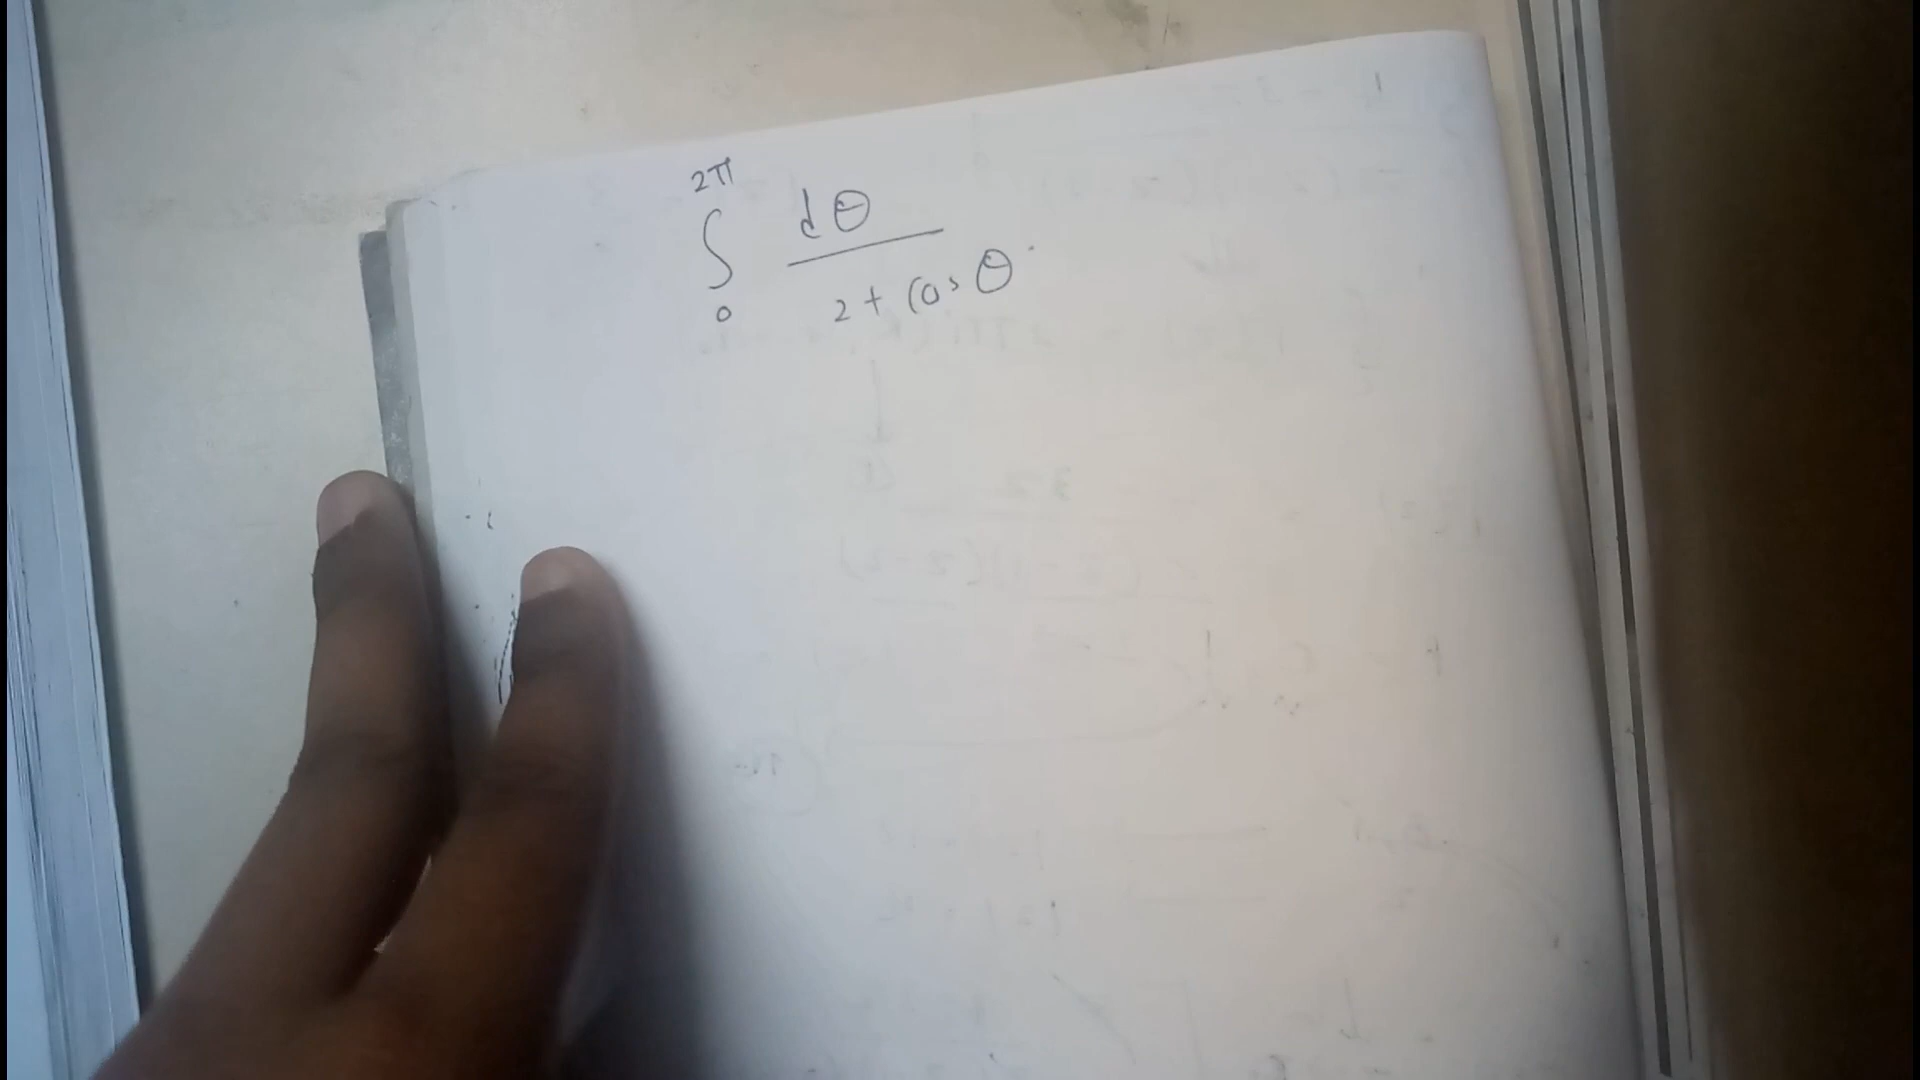 ∫₀^{2π} dθ / (2 + cos θ)